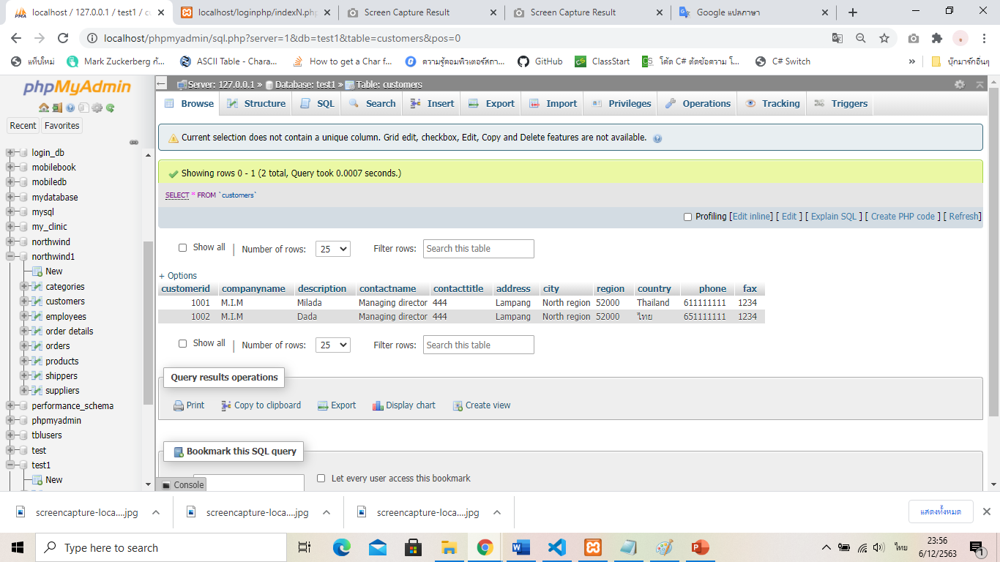 localhost / 127.0.0.1 / test1 / cu
localhost/loginphp/indexN.php
Screen Capture Result
Screen Capture Result
Google แปลภาษา
localhost/phpmyadmin/sql.php?server=1&db=test1&table=customers&pos=0
แท็บใหม่
Mark Zuckerberg ก้...
ASCII Table - Chara...
How to get a Char f...
ความรู้คอมพิวเตอร์สถา...
GitHub
ClassStart
โค้ด C# ตัดข้อความ โ...
C# Switch
»
บุ๊กมาร์กอื่นๆ
phpMyAdmin
Recent Favorites
login_db
mobilebook
mobiledb
mydatabase
mysql
my_clinic
northwind
northwind1
New
categories
customers
employees
order details
orders
products
shippers
suppliers
performance_schema
phpmyadmin
tblusers
test
test1
New
Server: 127.0.0.1 » Database: test1 » Table: customers
Browse Structure SQL Search Insert Export Import Privileges Operations Tracking Triggers
Current selection does not contain a unique column. Grid edit, checkbox, Edit, Copy and Delete features are not available.
Showing rows 0 - 1 (2 total, Query took 0.0007 seconds.)
SELECT * FROM `customers`
Profiling [Edit inline] [ Edit ] [ Explain SQL ] [ Create PHP code ] [ Refresh]
Show all | Number of rows: 25 Filter rows: Search this table
+ Options
customerid companyname description contactname contacttitle address city region country phone fax
1001 M.I.M Milada Managing director 444 Lampang North region 52000 Thailand 611111111 1234
1002 M.I.M Dada Managing director 444 Lampang North region 52000 ไทย 651111111 1234
Show all | Number of rows: 25 Filter rows: Search this table
Query results operations
Print Copy to clipboard Export Display chart Create view
Bookmark this SQL query
Let every user access this bookmark
Console
screencapture-loca....jpg
screencapture-loca....jpg
screencapture-loca....jpg
แสดงทั้งหมด
Type here to search
ไทย
23:56
6/12/2563
1